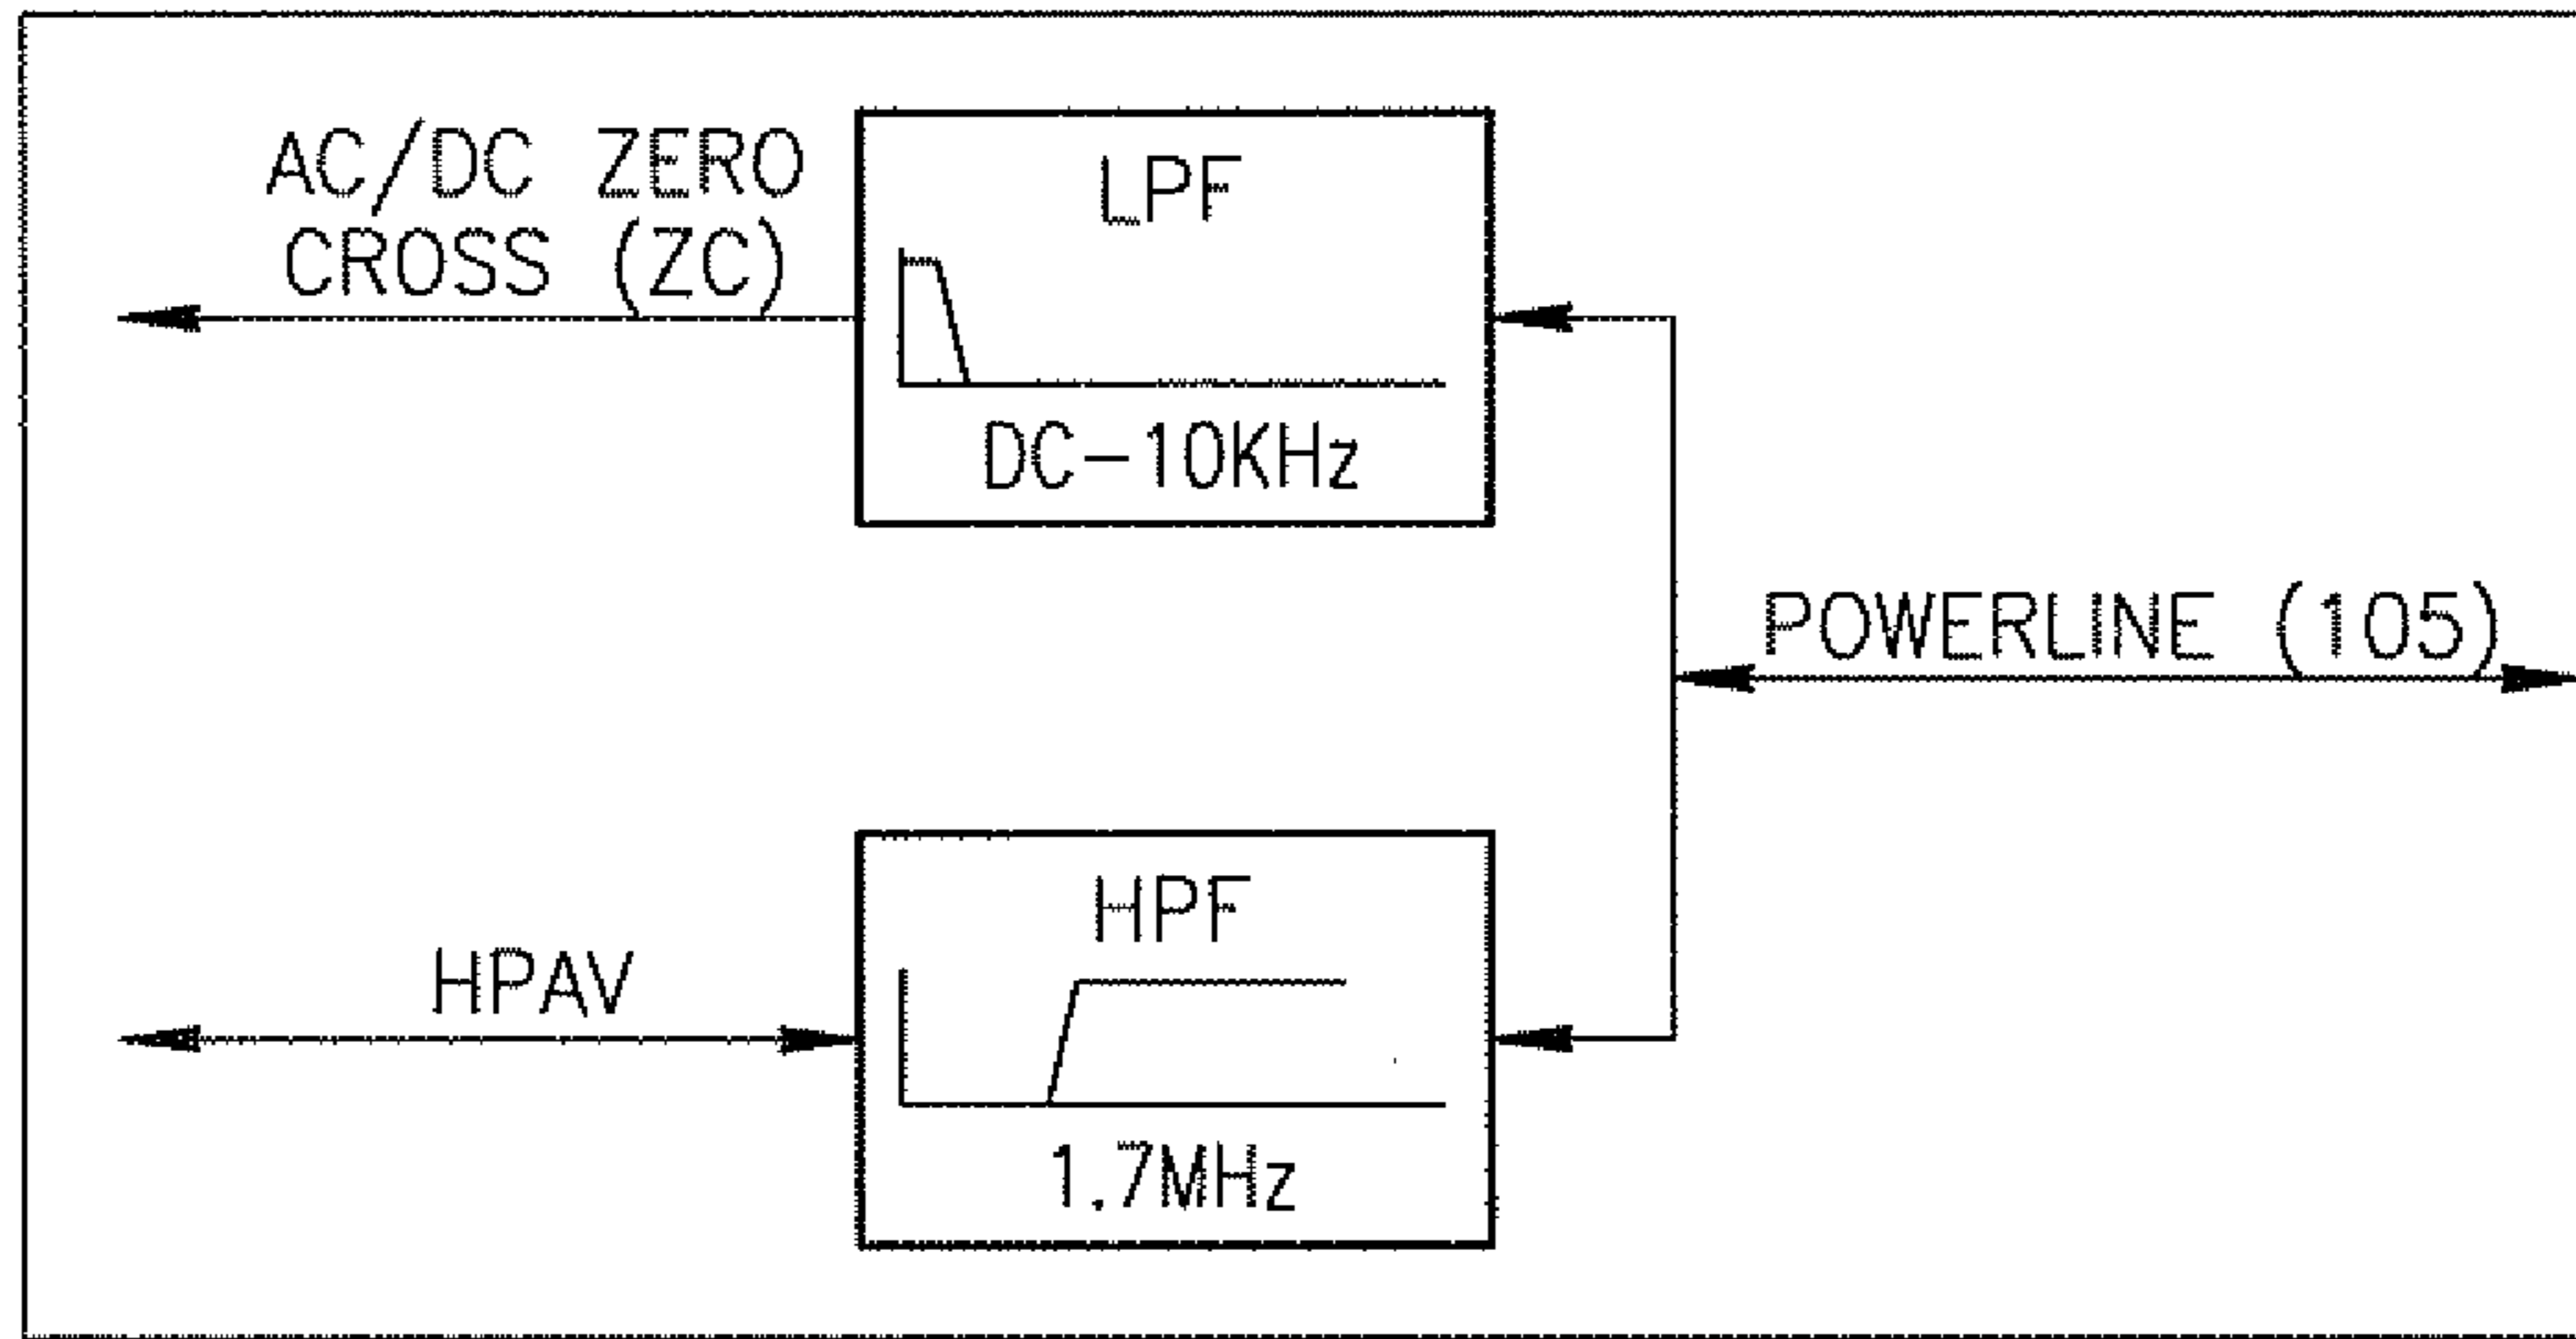 AC/DC ZERO
CROSS (ZC)
LPF
DC-10KHz
POWERLINE (105)
HPAV
HPF
1.7MHz